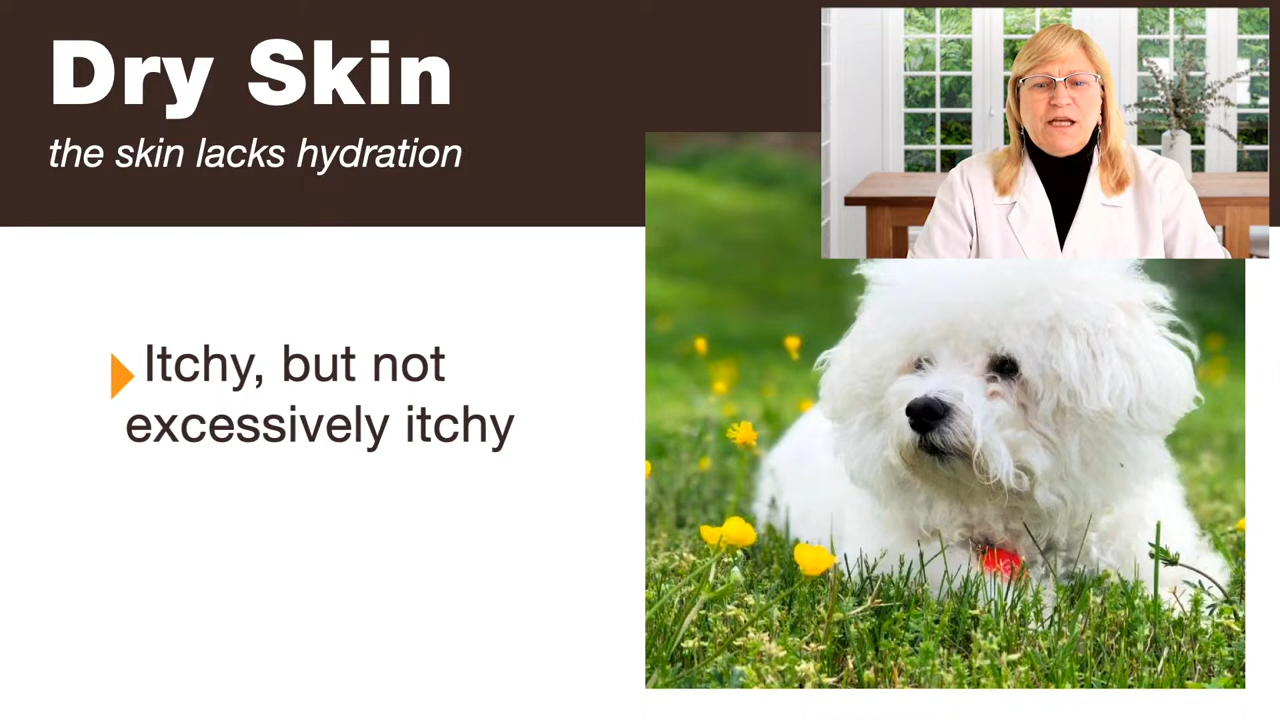 Dry Skin
the skin lacks hydration
Itchy, but not
excessively itchy